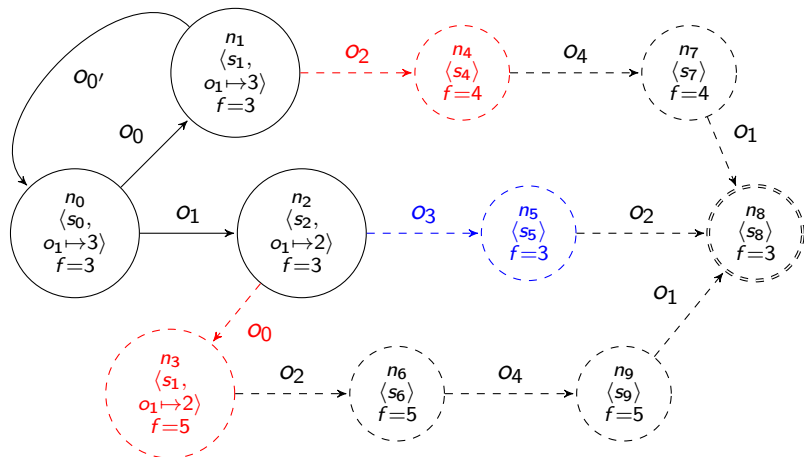 n₁
⟨s₁,
o₁↦3⟩
f=3
o₂
n₄
⟨s₄⟩
f=4
o₄
n₇
⟨s₇⟩
f=4
o₀′
o₀
o₁
n₀
⟨s₀,
o₁↦3⟩
f=3
o₁
n₂
⟨s₂,
o₁↦2⟩
f=3
o₃
n₅
⟨s₅⟩
f=3
o₂
n₈
⟨s₈⟩
f=3
o₀
o₁
n₃
⟨s₁,
o₁↦2⟩
f=5
o₂
n₆
⟨s₆⟩
f=5
o₄
n₉
⟨s₉⟩
f=5